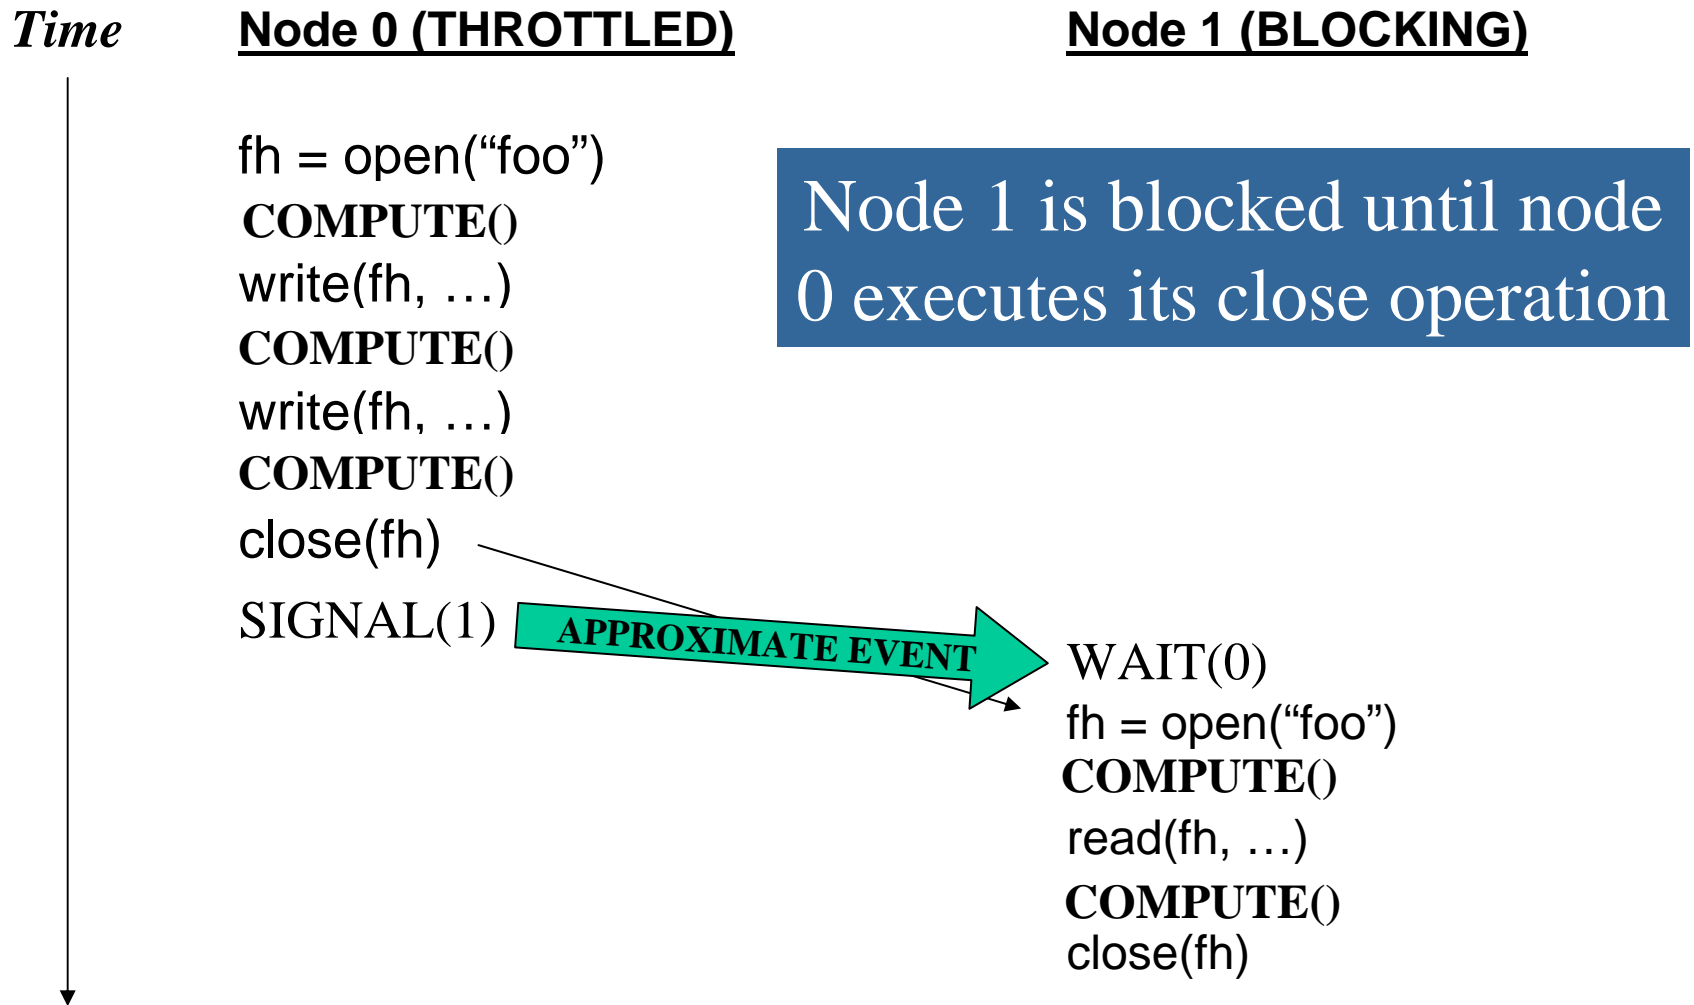 Time
Node 0 (THROTTLED)
Node 1 (BLOCKING)
fh = open(“foo”)
COMPUTE()
write(fh, …)
COMPUTE()
write(fh, …)
COMPUTE()
close(fh)
SIGNAL(1)
Node 1 is blocked until node
0 executes its close operation
APPROXIMATE EVENT
WAIT(0)
fh = open(“foo”)
COMPUTE()
read(fh, …)
COMPUTE()
close(fh)